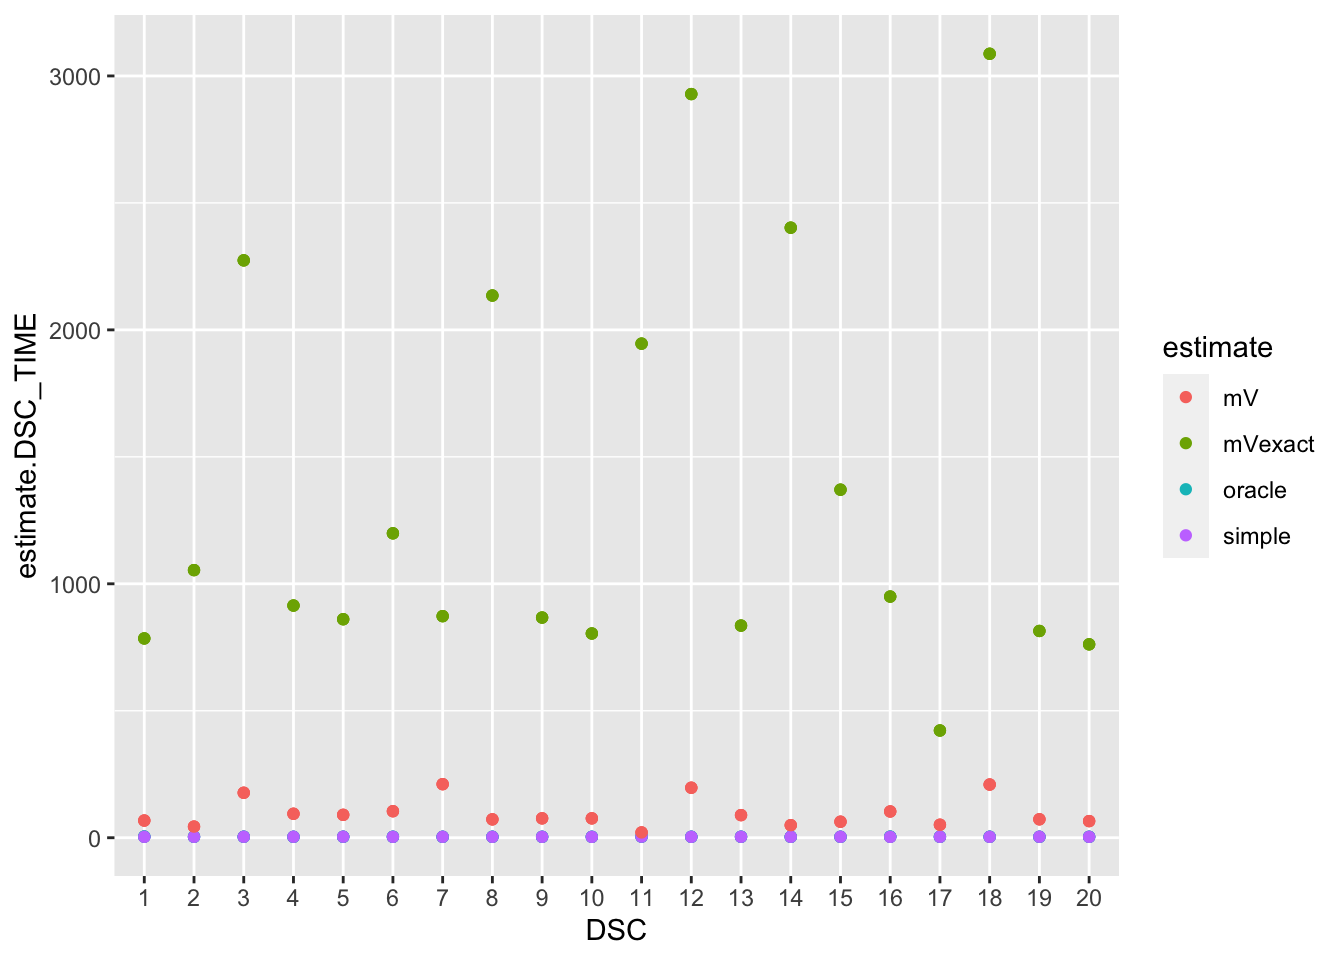 estimate.DSC_TIME
3000
2000
1000
0
1 2 3 4 5 6 7 8 9 10 11 12 13 14 15 16 17 18 19 20
DSC
estimate
mV
mVexact
oracle
simple